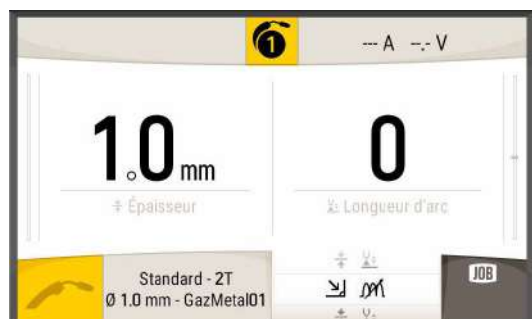 1
--- A --.- V
1.0 mm
0
Épaisseur
Longueur d'arc
Standard - 2T
Ø 1.0 mm - GazMetal01
JOB